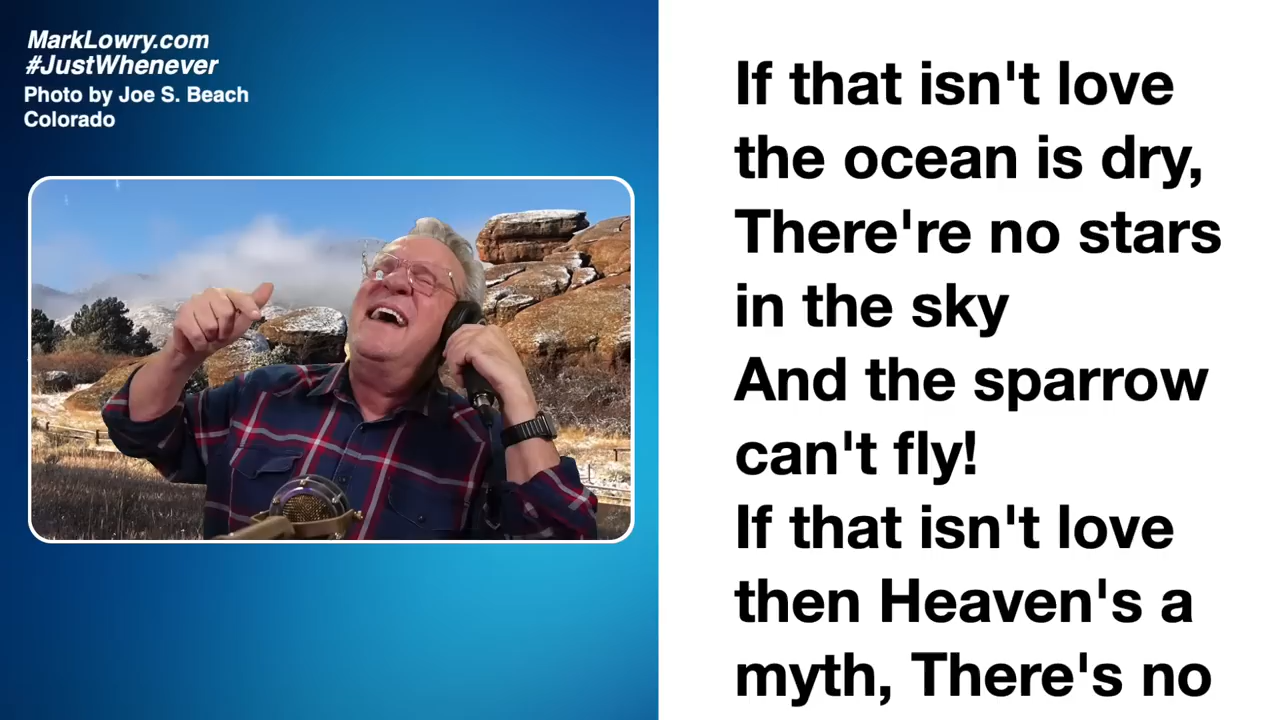 MarkLowry.com
#JustWhenever
Photo by Joe S. Beach
Colorado
If that isn't love
the ocean is dry,
There're no stars
in the sky
And the sparrow
can't fly!
If that isn't love
then Heaven's a
myth, There's no